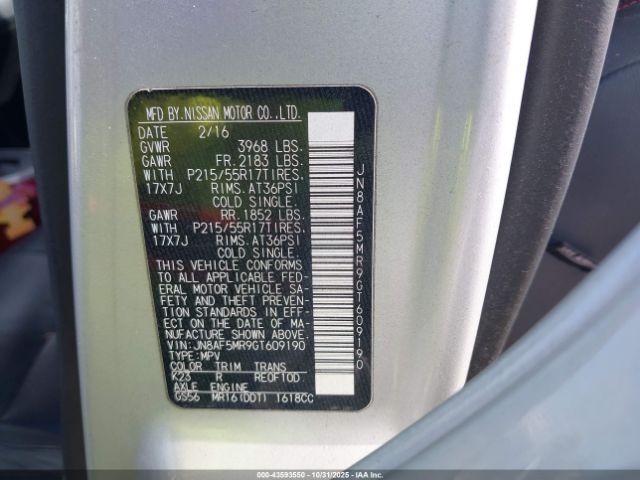 MFD BY.NISSAN MOTOR CO.,LTD.
DATE 2/16
GVWR 3968 LBS.
GAWR FR. 2183 LBS.
WITH P215/55R17TIRES.
17X7J RIMS. AT36PSI
COLD SINGLE.
GAWR RR. 1852 LBS.
WITH P215/55R17TIRES.
17X7J RIMS. AT36PSI
COLD SINGLE.
THIS VEHICLE CONFORMS
TO ALL APPLICABLE FED-
ERAL MOTOR VEHICLE SA-
FETY AND THEFT PREVEN-
TION STANDARDS IN EFF-
ECT ON THE DATE OF MA-
NUFACTURE SHOWN ABOVE.
VIN:JN8AF5MR9GT609190
TYPE:MPV
COLOR TRIM TRANS
K23 R RE0F10D
AXLE ENGINE
GS56 MR16(DDT) 1618CC
JN8AF5MR9GT609190
000-43593550 - 10/31/2025 - IAA Inc.